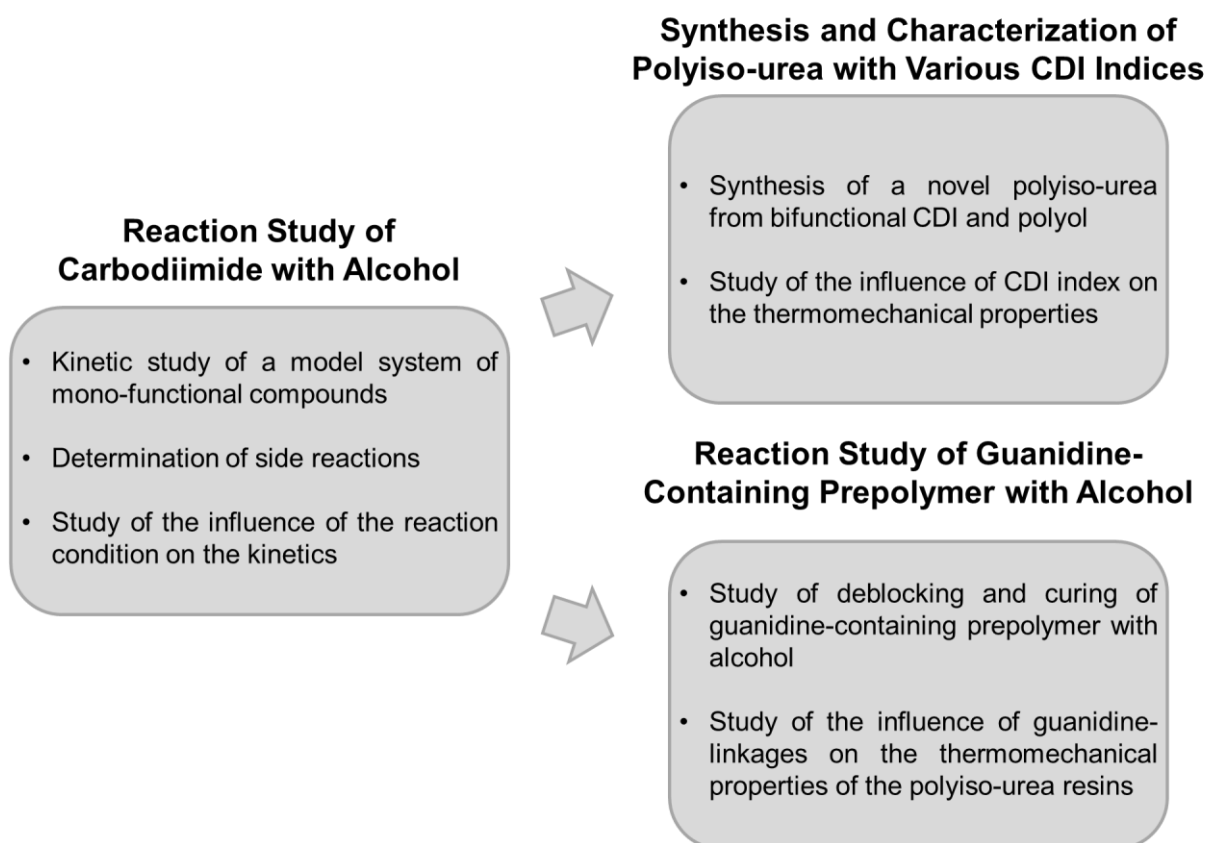 Reaction Study of
Carbodiimide with Alcohol
• Kinetic study of a model system of
mono-functional compounds
• Determination of side reactions
• Study of the influence of the reaction
condition on the kinetics
Synthesis and Characterization of
Polyiso-urea with Various CDI Indices
• Synthesis of a novel polyiso-urea
from bifunctional CDI and polyol
• Study of the influence of CDI index on
the thermomechanical properties
Reaction Study of Guanidine-
Containing Prepolymer with Alcohol
• Study of deblocking and curing of
guanidine-containing prepolymer with
alcohol
• Study of the influence of guanidine-
linkages on the thermomechanical
properties of the polyiso-urea resins